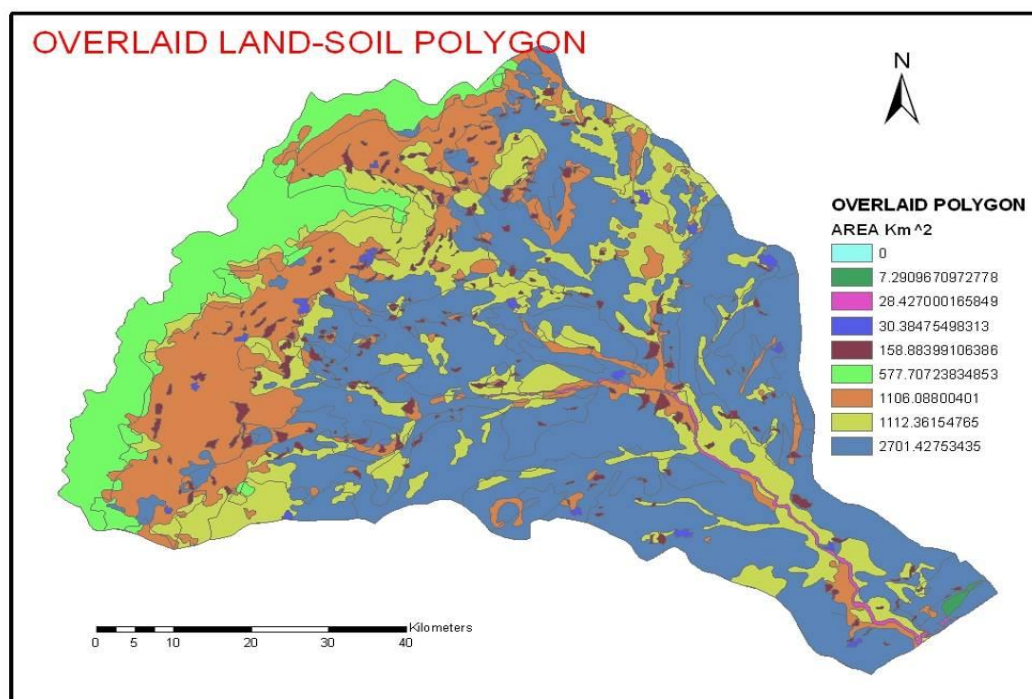 OVERLAID LAND-SOIL POLYGON
N
OVERLAID POLYGON
AREA Km^2
0
7.2909670972778
28.427000165849
30.38475498313
158.88399106386
577.70723834853
1106.08800401
1112.36154765
2701.42753435
Kilometers
0 5 10 20 30 40